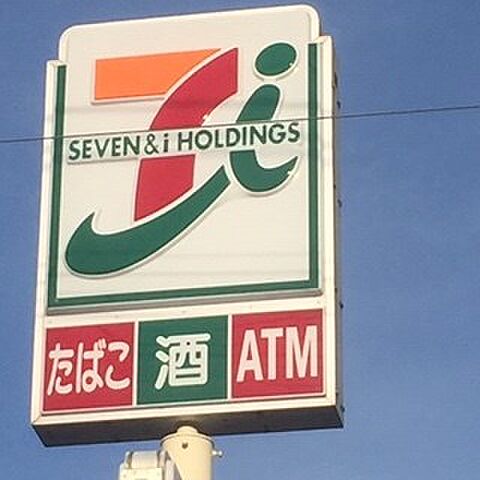 SEVEN & i HOLDINGS
たばこ 酒 ATM